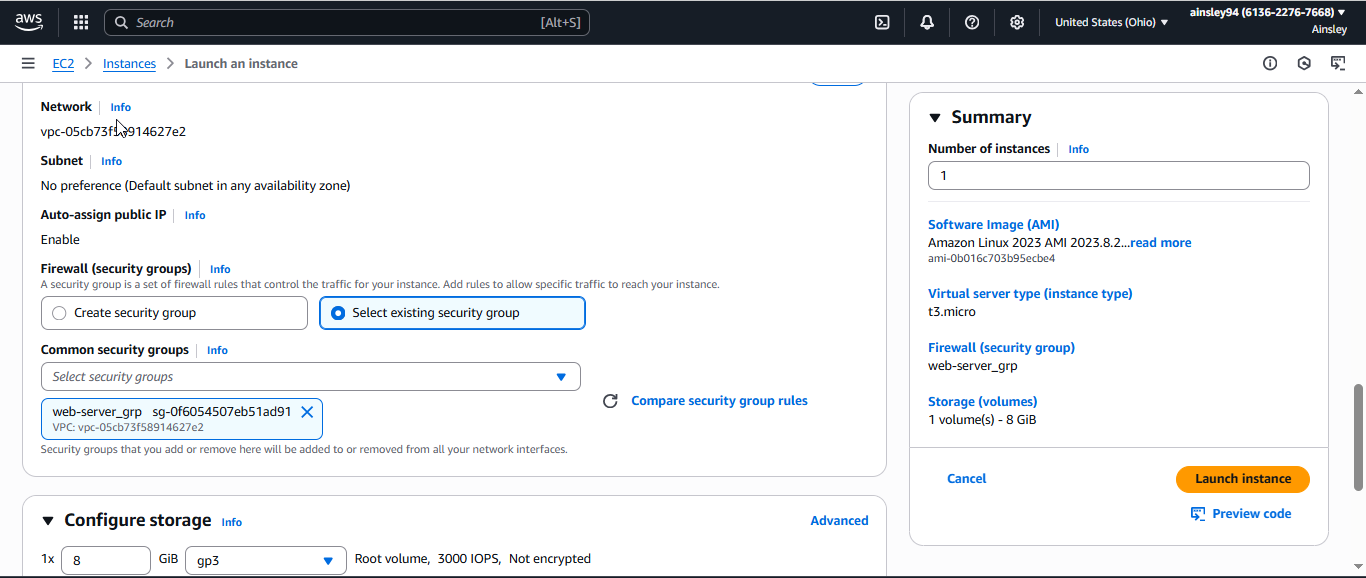 aws
Search [Alt+S]
United States (Ohio)
ainsley94 (6136-2276-7668)
Ainsley
EC2 Instances Launch an instance
Network Info
vpc-05cb73f58914627e2
Subnet Info
No preference (Default subnet in any availability zone)
Auto-assign public IP Info
Enable
Firewall (security groups) Info
A security group is a set of firewall rules that control the traffic for your instance. Add rules to allow specific traffic to reach your instance.
Create security group
Select existing security group
Common security groups Info
Select security groups
web-server_grp sg-0f6054507eb51ad91
VPC: vpc-05cb73f58914627e2
Compare security group rules
Security groups that you add or remove here will be added to or removed from all your network interfaces.
Configure storage Info
Advanced
1x 8 GiB gp3 Root volume, 3000 IOPS, Not encrypted
Summary
Number of instances Info
1
Software Image (AMI)
Amazon Linux 2023 AMI 2023.8.2...read more
ami-0b016c703b95ecbe4
Virtual server type (instance type)
t3.micro
Firewall (security group)
web-server_grp
Storage (volumes)
1 volume(s) - 8 GiB
Cancel
Launch instance
Preview code